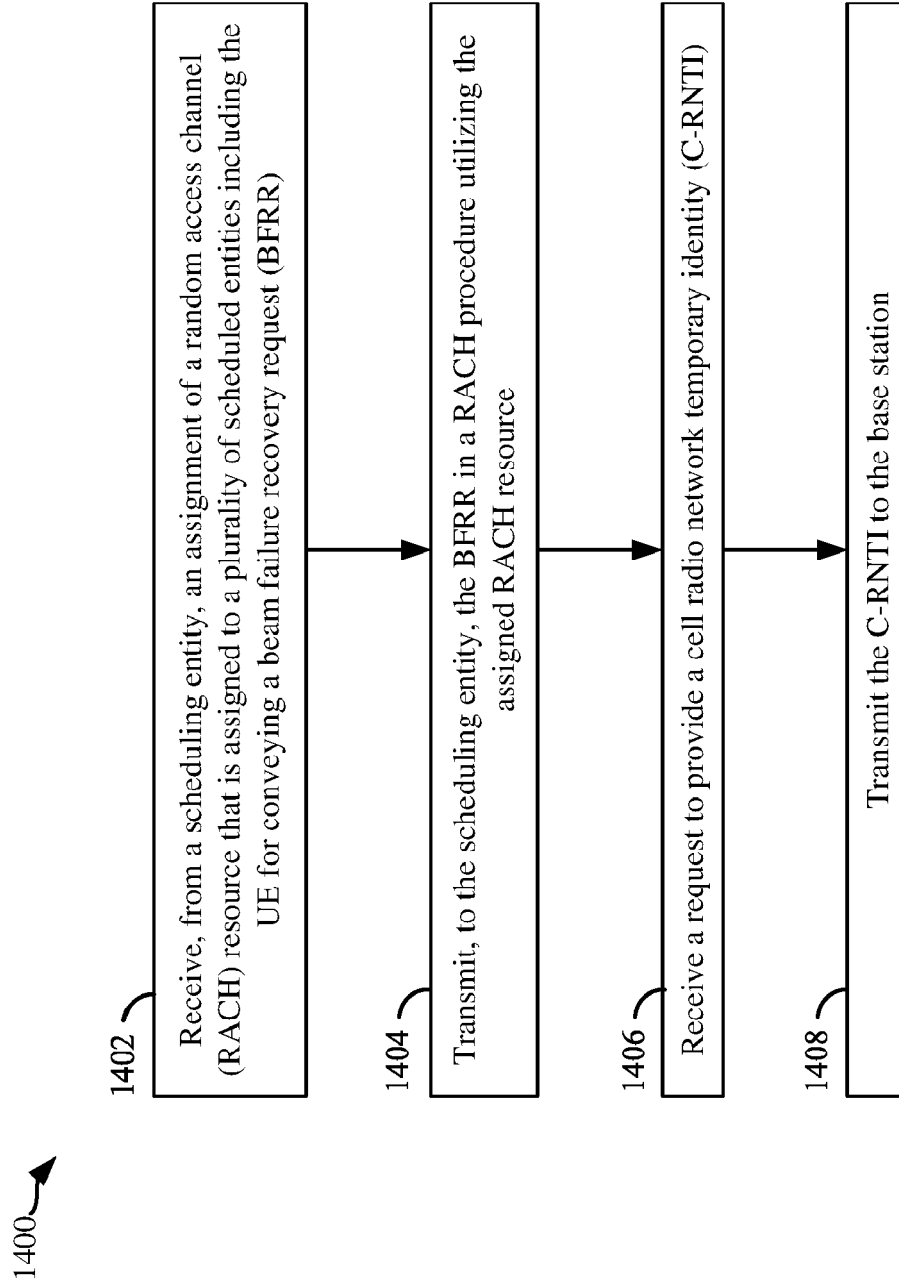 1400
1402
Receive, from a scheduling entity, an assignment of a random access channel
(RACH) resource that is assigned to a plurality of scheduled entities including the
UE for conveying a beam failure recovery request (BFRR)
1404
Transmit, to the scheduling entity, the BFRR in a RACH procedure utilizing the
assigned RACH resource
1406
Receive a request to provide a cell radio network temporary identity (C-RNTI)
1408
Transmit the C-RNTI to the base station